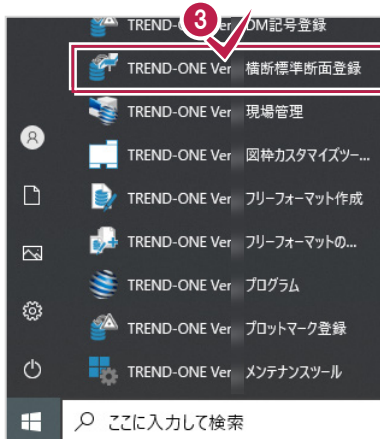 3
TREND-O DM記号登録
TREND-ONE Ver 横断標準断面登録
TREND-ONE Ver 現場管理
TREND-ONE Ver 図枠カスタマイズツー...
TREND-ONE Ver フリーフォーマット作成
TREND-ONE Ver フリーフォーマットの...
TREND-ONE Ver プログラム
TREND-ONE Ver プロットマーク登録
TREND-ONE Ver メンテナンスツール
ここに入力して検索